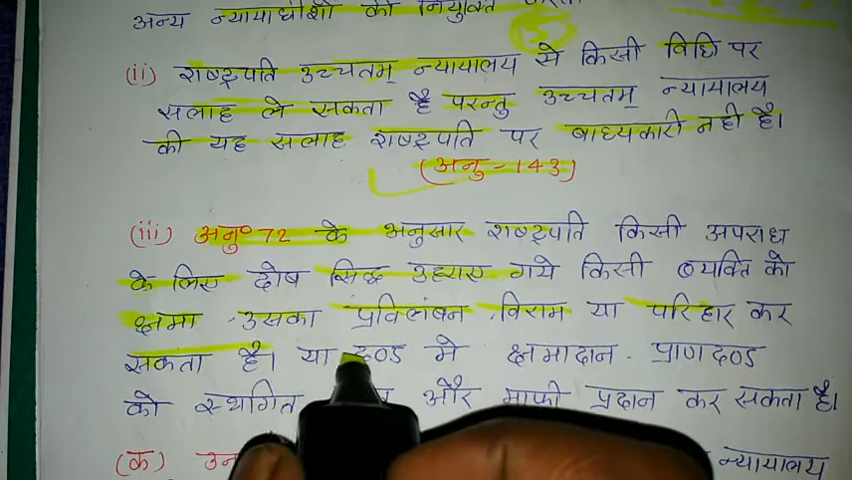 अन्य न्यायाधीशों की नियुक्ति
(ii) राष्ट्रपति उच्चतम् न्यायालय से किसी विधि पर
सलाह ले सकता है परन्तु उच्चतम् न्यायालय
की यह सलाह राष्ट्रपति पर बाध्यकारी नही है।
(अनु - 143)
(iii) अनु० 72 के अनुसार राष्ट्रपति किसी अपराध
के लिए दोष सिद्ध ठहराए गये किसी व्यक्ति को
क्षमा उसका प्रविलंबन, विराम या परिहार कर
सकता है। या दण्ड मे क्षमादान प्राणदण्ड
को स्थगित और माफी प्रदान कर सकता है।
(क) न्यायालय